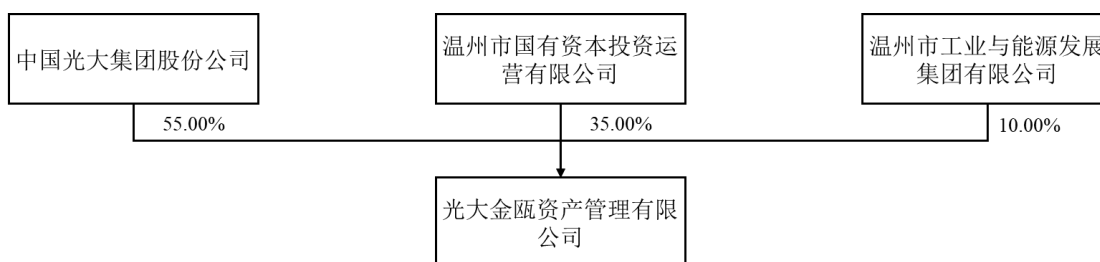 中国光大集团股份公司
温州市国有资本投资运
营有限公司
温州市工业与能源发展
集团有限公司
55.00%
35.00%
10.00%
光大金瓯资产管理有限
公司